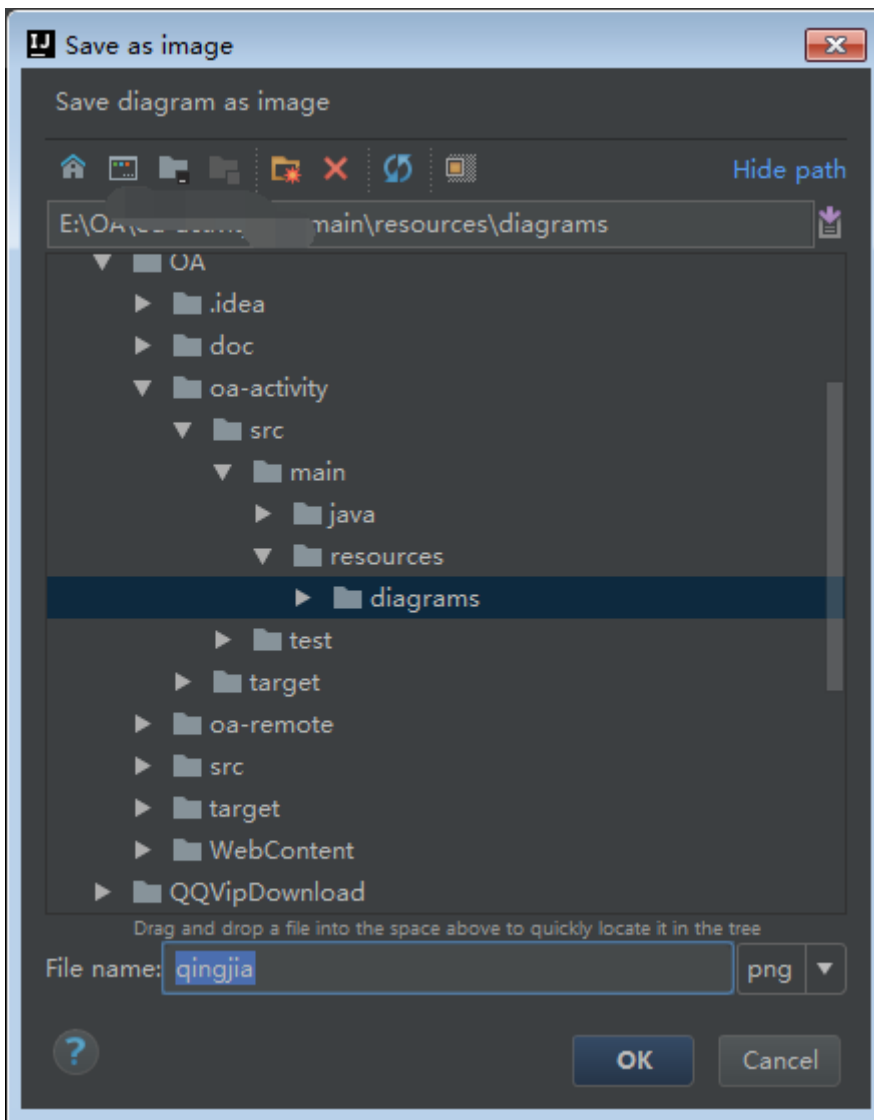 Save as image
Save diagram as image
Hide path
main\resources\diagrams
OA
.idea
doc
oa-activity
src
main
java
resources
diagrams
test
target
oa-remote
src
target
WebContent
QQVipDownload
Drag and drop a file into the space above to quickly locate it in the tree
File name: qingjia png
? OK Cancel